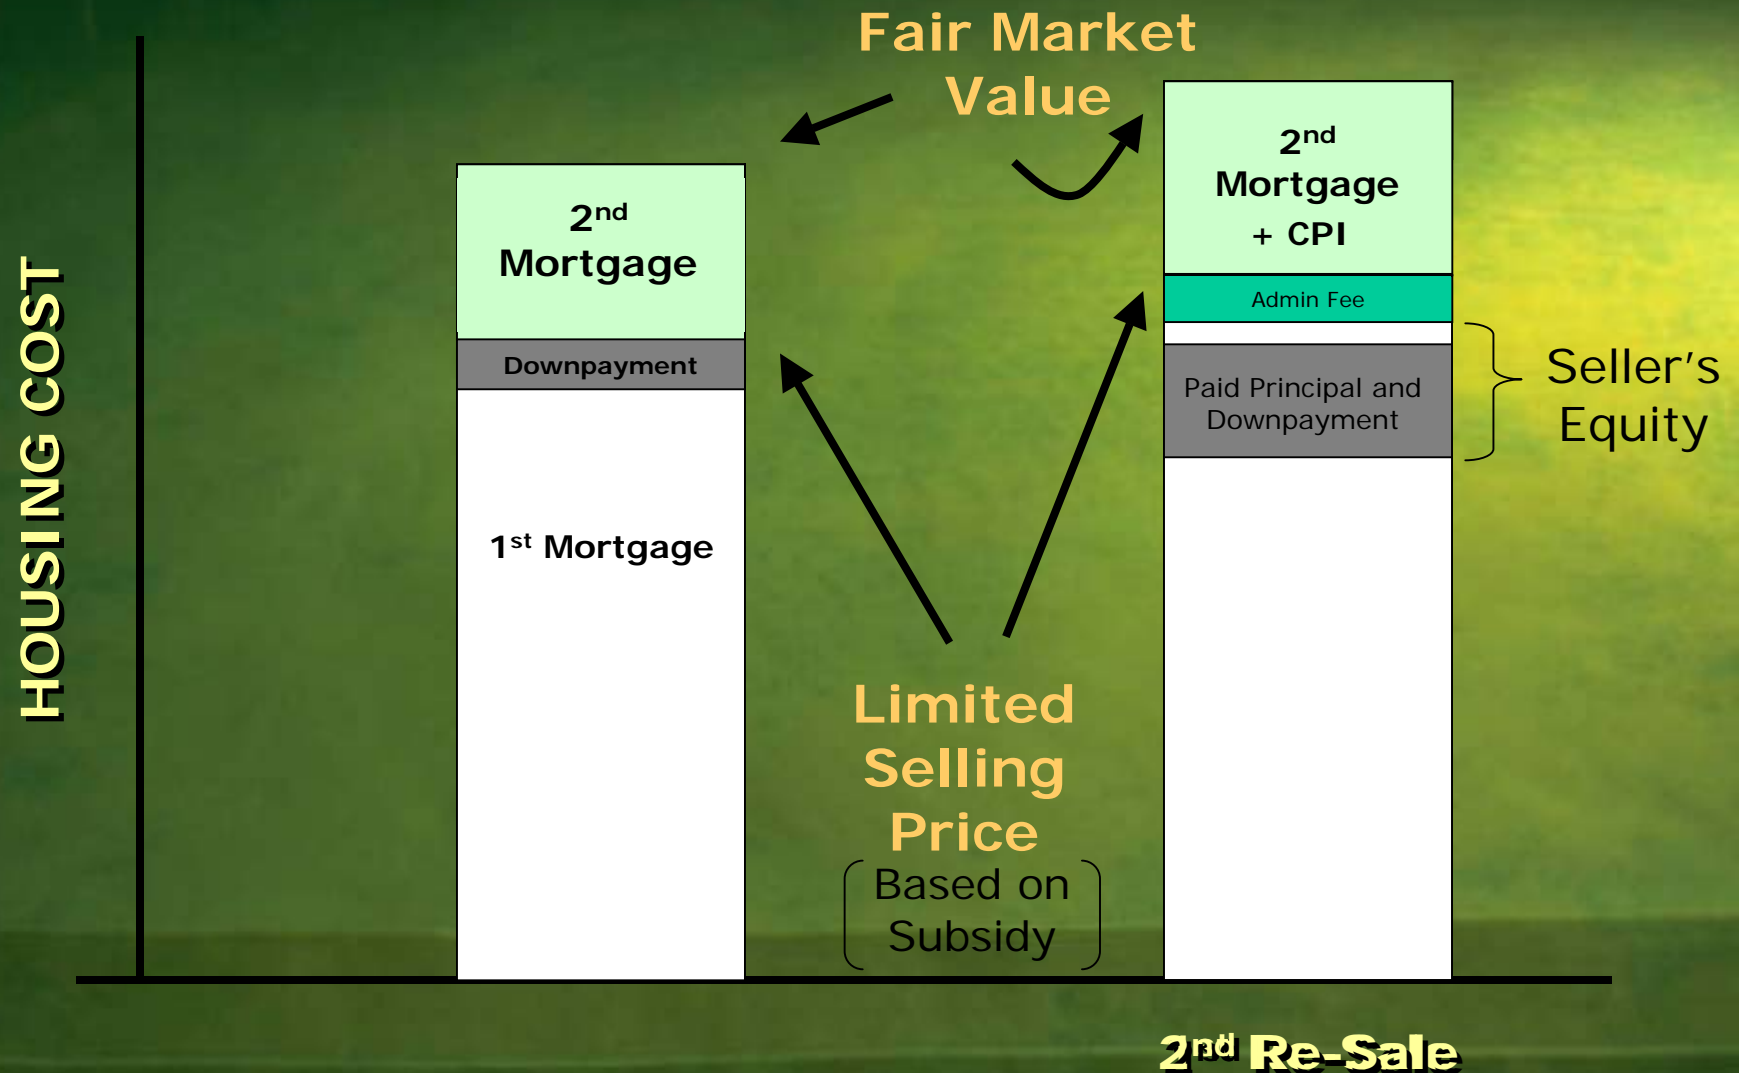 Fair Market
Value
HOUSING COST
2nd
Mortgage
Downpayment
1st Mortgage
2nd
Mortgage
+ CPI
Admin Fee
Paid Principal and
Downpayment
Seller's
Equity
Limited
Selling
Price
Based on
Subsidy
2nd Re-Sale